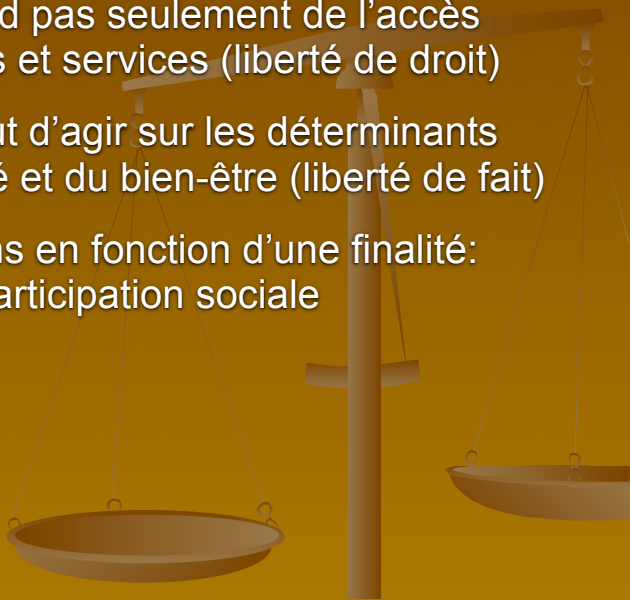 d pas seulement de l’accès
s et services (liberté de droit)
ut d’agir sur les déterminants
é et du bien-être (liberté de fait)
ns en fonction d’une finalité:
articipation sociale